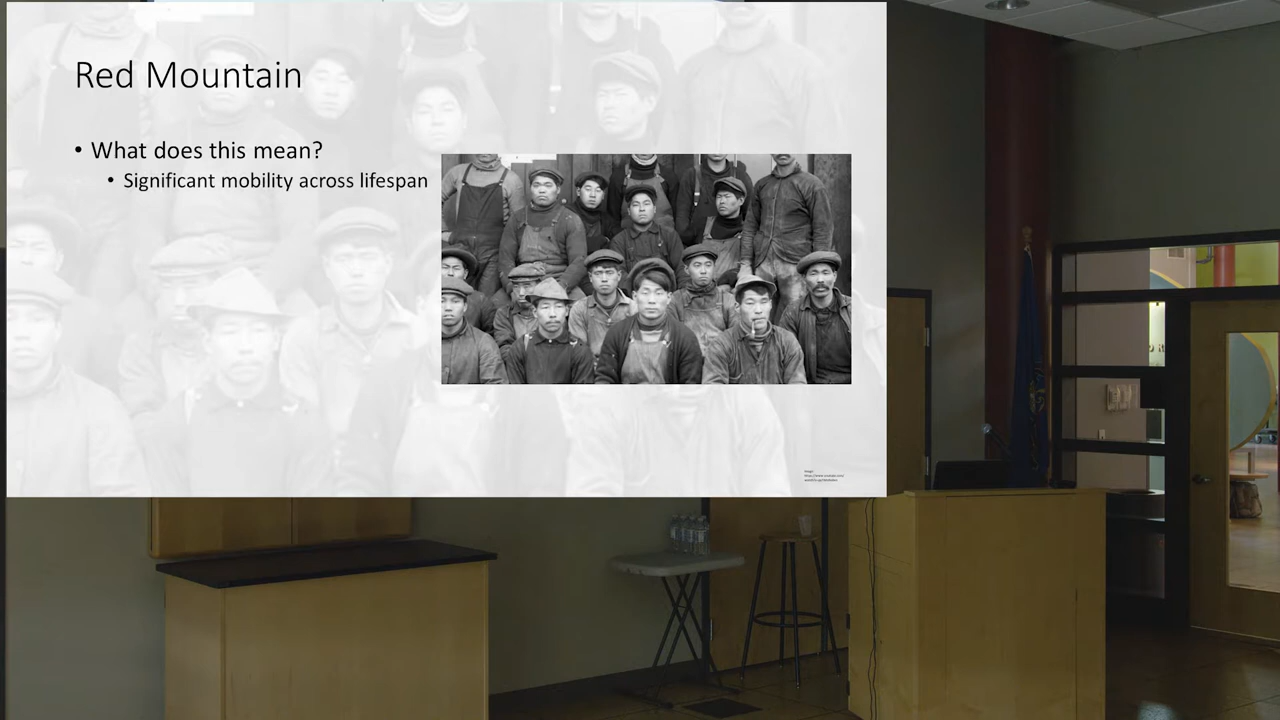 Red Mountain
• What does this mean?
• Significant mobility across lifespan